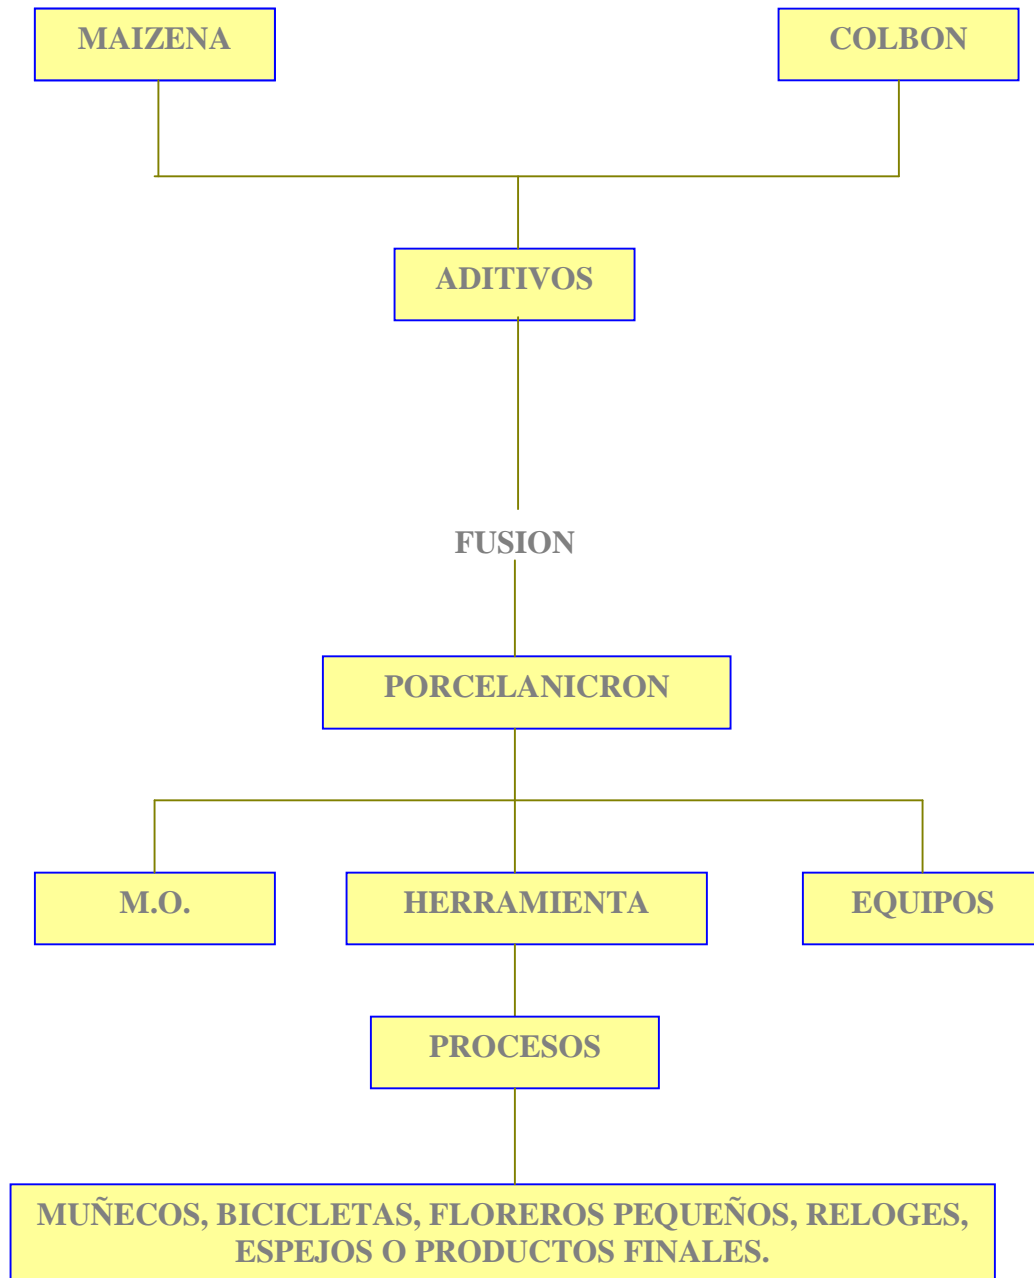 MAIZENA
COLBON
ADITIVOS
FUSION
PORCELANICRON
M.O.
HERRAMIENTA
EQUIPOS
PROCESOS
MUÑECOS, BICICLETAS, FLOREROS PEQUEÑOS, RELOGES,
ESPEJOS O PRODUCTOS FINALES.